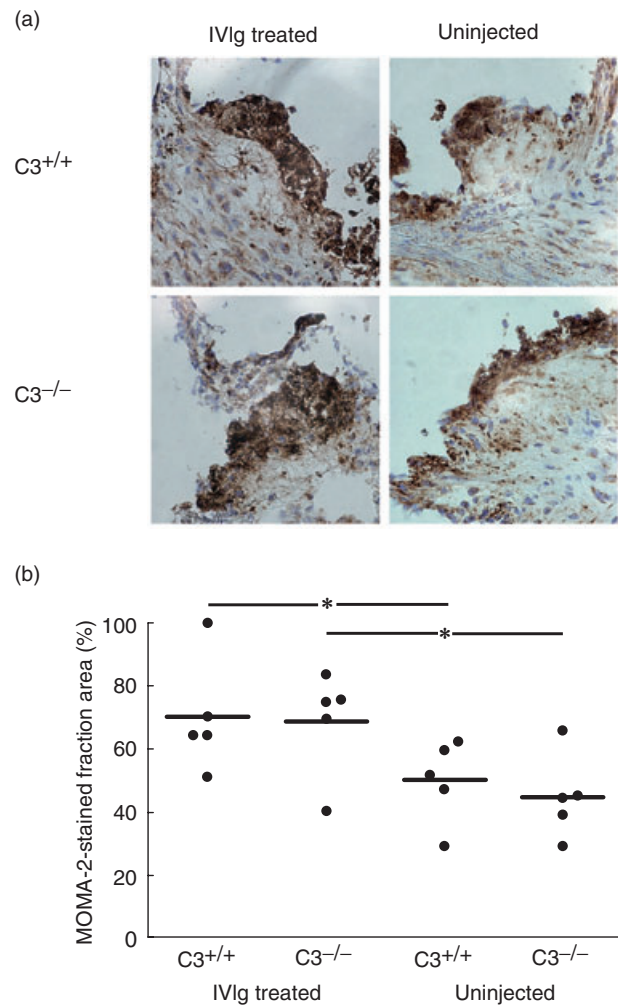 (a)
IVIg treated Uninjected
C3+/+
C3−/−
(b)
* 
*
MOMA-2-stained fraction area (%)
100
80
60
40
20
0
C3+/+ C3−/− C3+/+ C3−/−
IVIg treated Uninjected